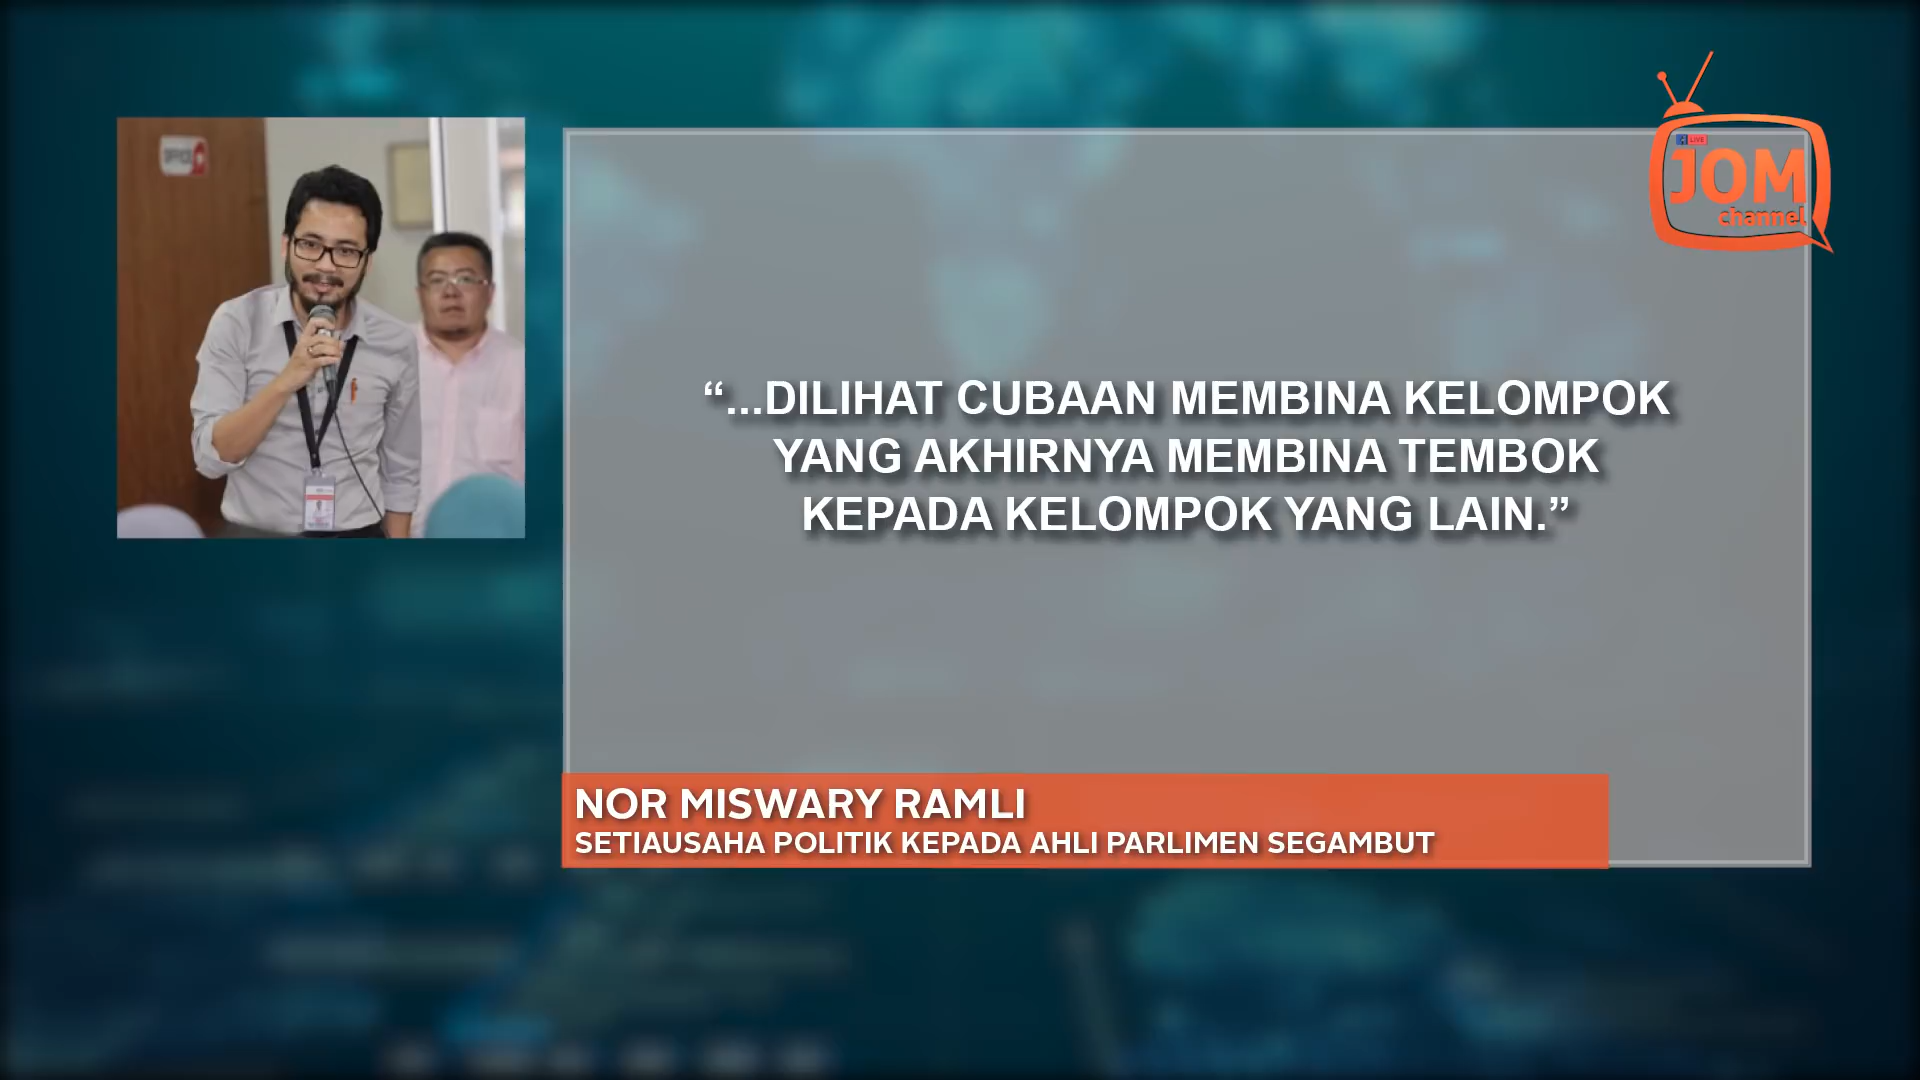 LIVE
JOM
channel
“...DILIHAT CUBAAN MEMBINA KELOMPOK
YANG AKHIRNYA MEMBINA TEMBOK
KEPADA KELOMPOK YANG LAIN.”
NOR MISWARY RAMLI
SETIAUSAHA POLITIK KEPADA AHLI PARLIMEN SEGAMBUT